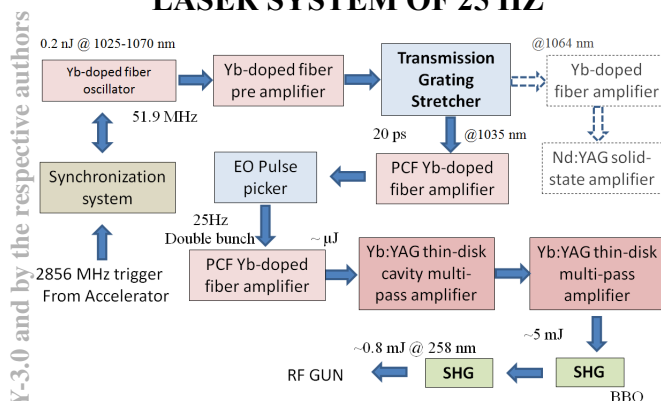 LASER SYSTEM OF 25 HZ
0.2 nJ @ 1025-1070 nm
@1064 nm
Yb-doped fiber
oscillator
Yb-doped fiber
pre amplifier
Transmission
Grating
Stretcher
Yb-doped
fiber amplifier
51.9 MHz
20 ps
@1035 nm
Synchronization
system
EO Pulse
picker
PCF Yb-doped
fiber amplifier
Nd:YAG solid-
state amplifier
25Hz
Double bunch
~ μJ
2856 MHz trigger
From Accelerator
PCF Yb-doped
fiber amplifier
Yb:YAG thin-disk
cavity multi-
pass amplifier
Yb:YAG thin-disk
multi-pass
amplifier
~5 mJ
~0.8 mJ @ 258 nm
RF GUN
SHG
SHG
BBO
Y-3.0 and by the respective authors